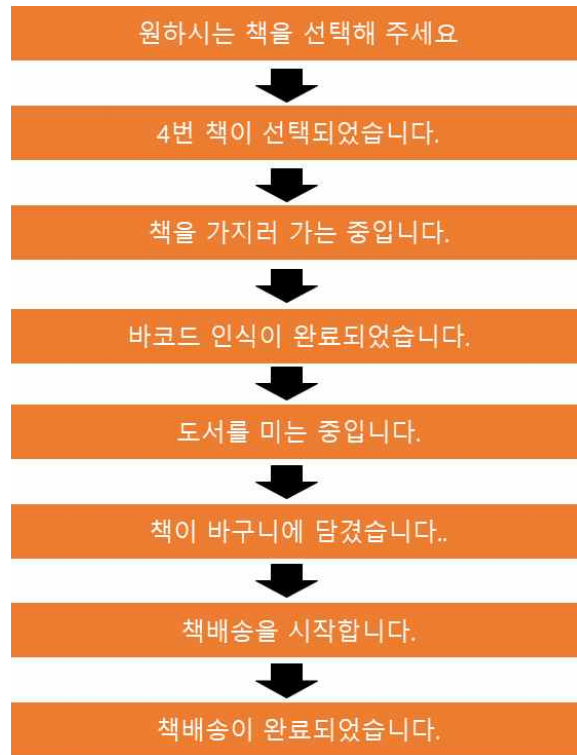 원하시는 책을 선택해 주세요
4번 책이 선택되었습니다.
책을 가지러 가는 중입니다.
바코드 인식이 완료되었습니다.
도서를 미는 중입니다.
책이 바구니에 담겼습니다..
책배송을 시작합니다.
책배송이 완료되었습니다.